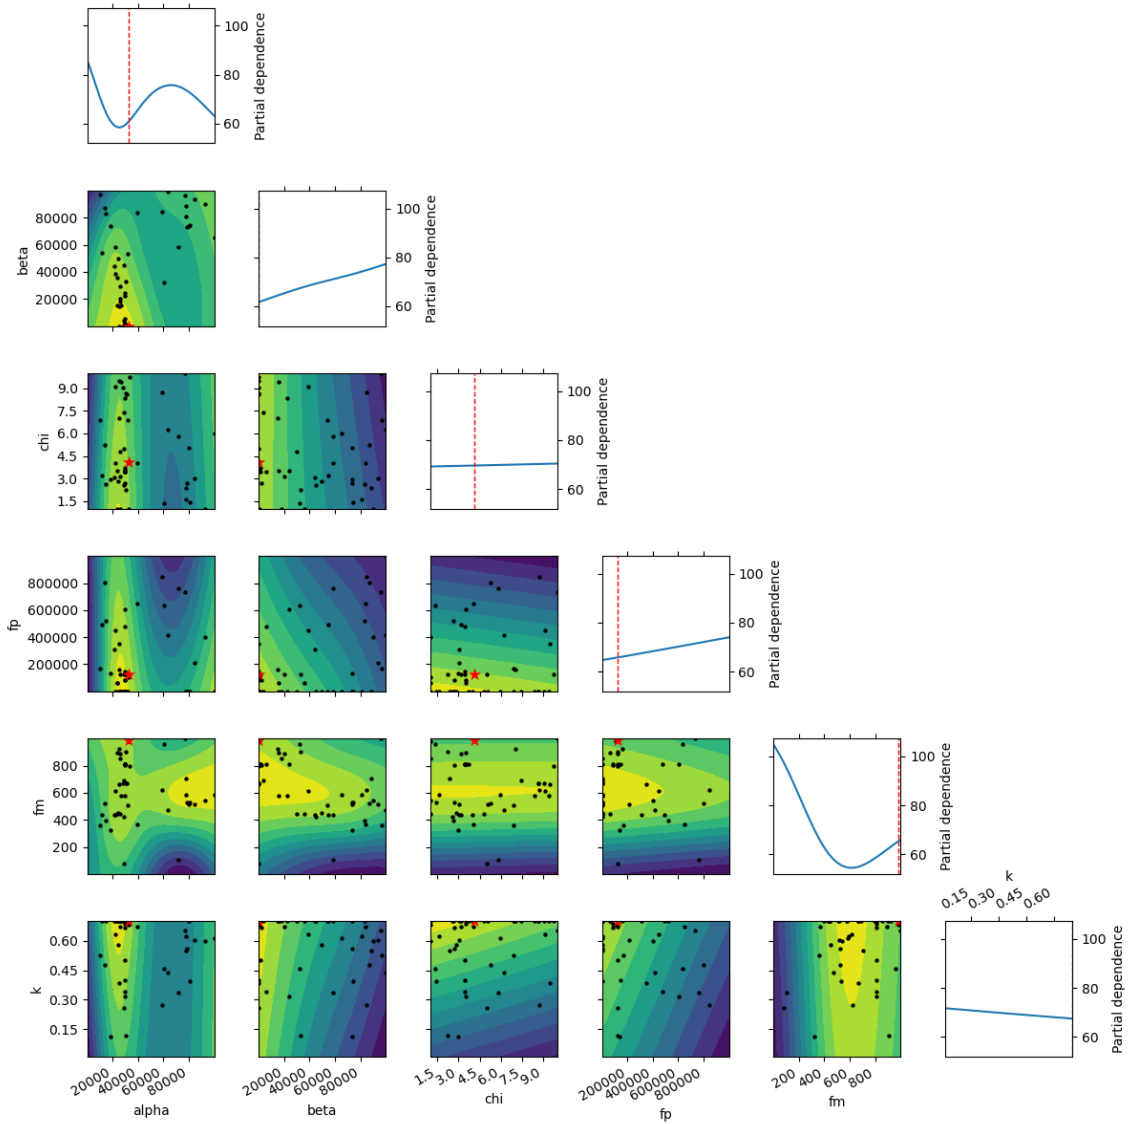 100
80
60
Partial dependence
80000
60000
40000
20000
beta
100
80
60
Partial dependence
9.0
7.5
6.0
4.5
3.0
1.5
chi
100
80
60
Partial dependence
800000
600000
400000
200000
fp
100
80
60
Partial dependence
800
600
400
200
fm
100
80
60
Partial dependence
k
0.15 0.30 0.45 0.60
0.60
0.45
0.30
0.15
k
100
80
60
Partial dependence
20000 40000 60000 80000
alpha
20000 40000 60000 80000
beta
1.5 3.0 4.5 6.0 7.5 9.0
chi
200000 400000 600000 800000
fp
200 400 600 800
fm